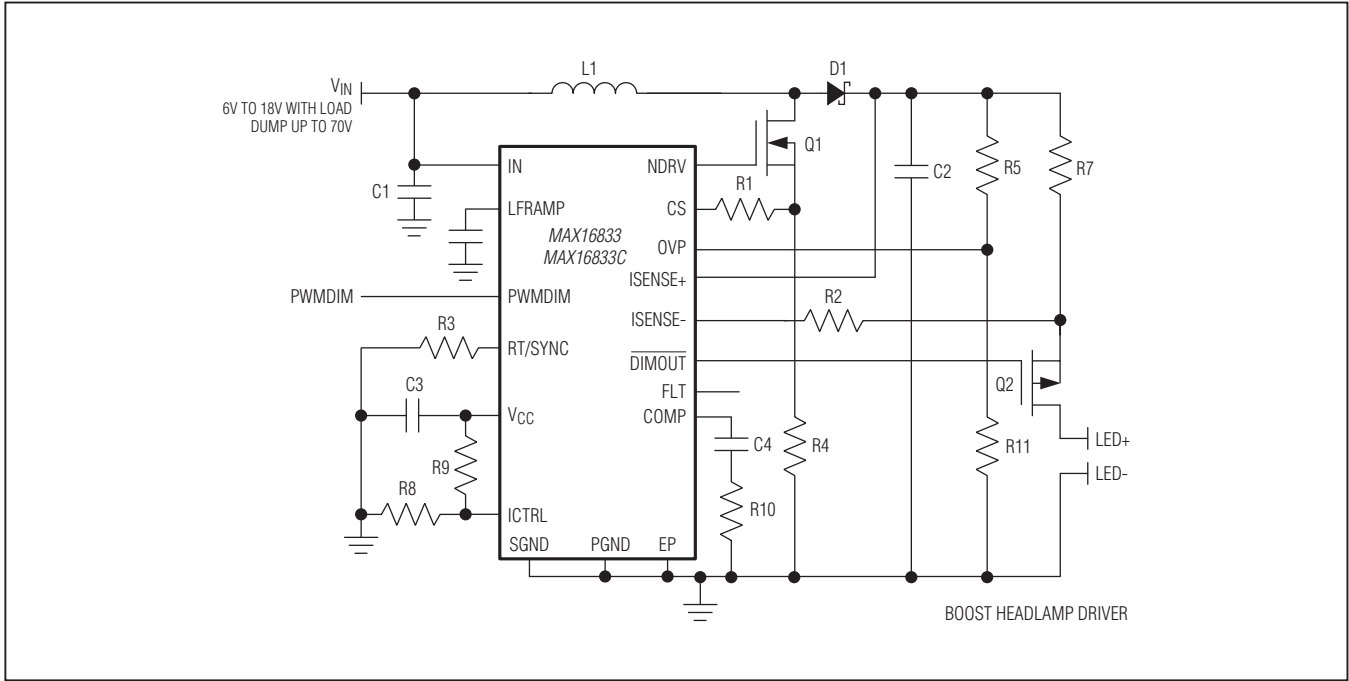 L1
D1
VIN
6V TO 18V WITH LOAD
DUMP UP TO 70V
Q1
IN
NDRV
C1
R1
C2
R5
R7
LFRAMP
CS
MAX16833
MAX16833C
OVP
ISENSE+
PWMDIM
PWMDIM
R2
ISENSE-
R3
RT/SYNC
DIMOUT
Q2
FLT
C3
VCC
COMP
C4
R4
R11
LED+
LED-
R9
R8
R10
ICTRL
SGND
PGND
EP
BOOST HEADLAMP DRIVER